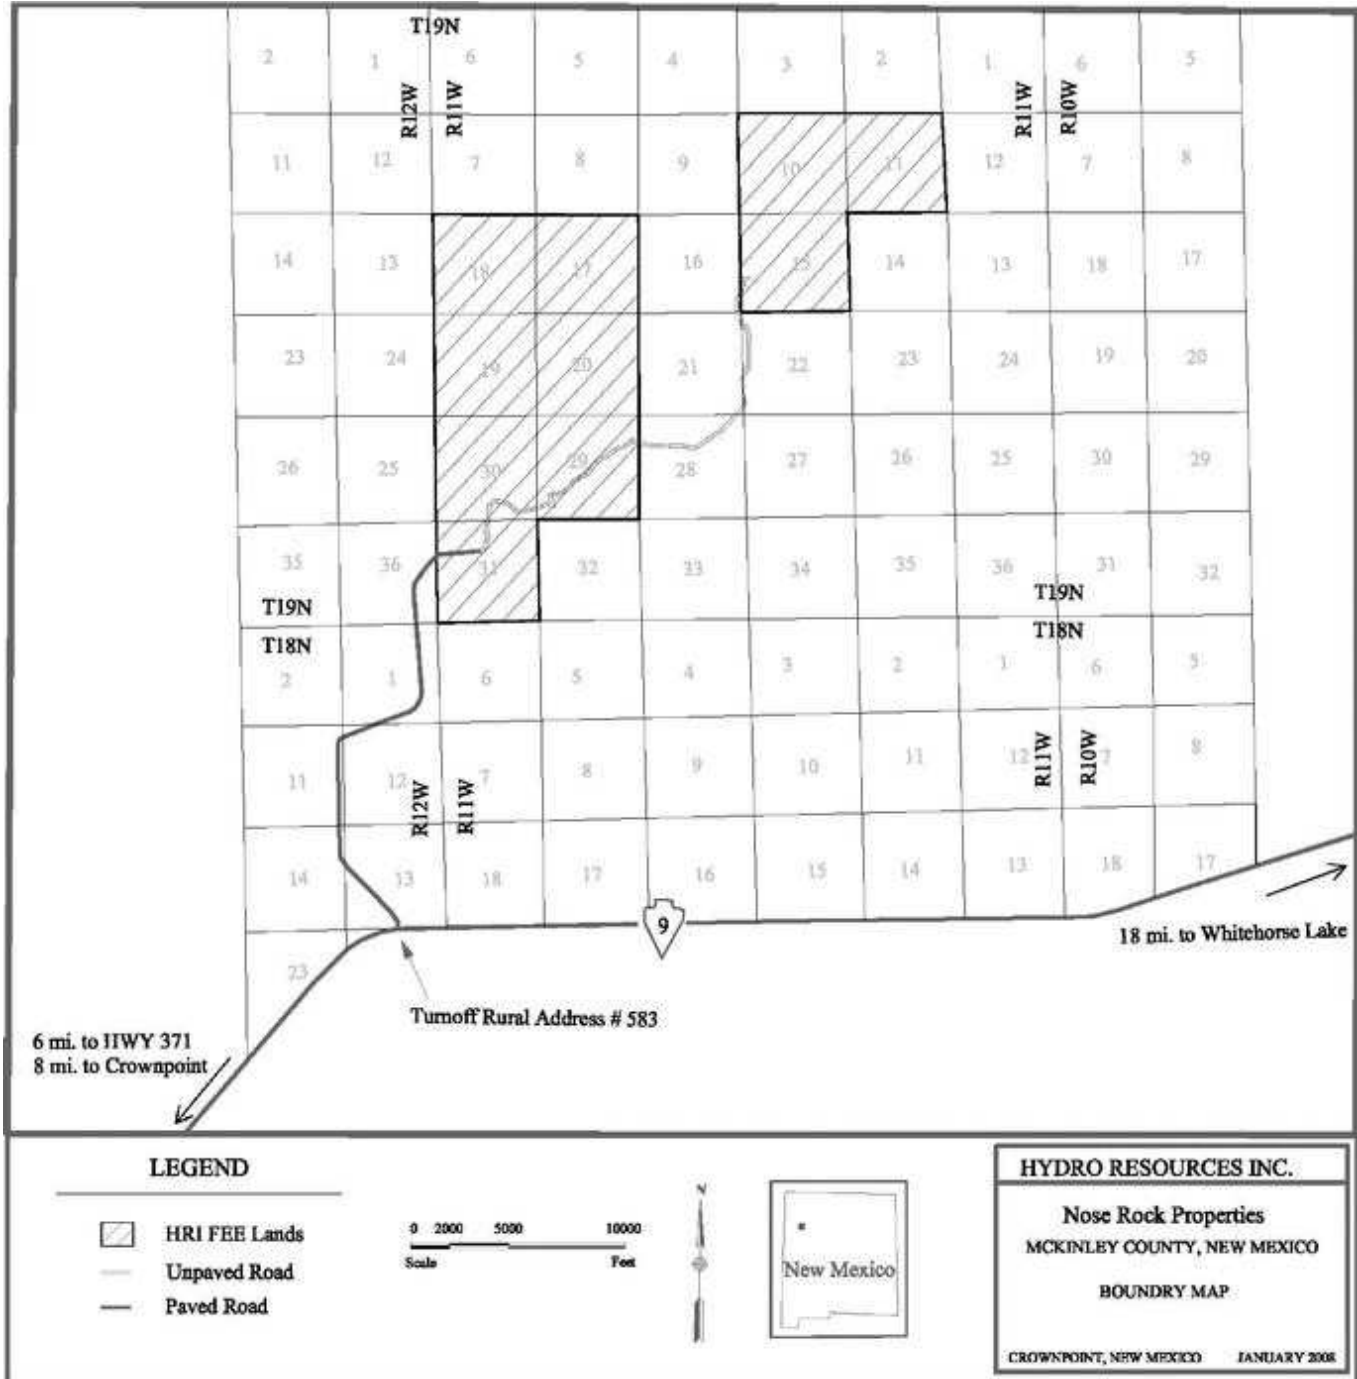 T19N
2 1 6 5 4 3 2 1 6 5
R12W R11W R11W R10W
11 12 7 8 9 10 11 12 7 8
14 13 18 17 16 15 14 13 18 17
23 24 19 20 21 22 23 24 19 20
26 25 30 29 28 27 26 25 30 29
35 36 31 32 33 34 35 36 31 32
T19N T19N
T18N T18N
2 1 6 5 4 3 2 1 6 5
11 12 7 8 9 10 11 12 7 8
R12W R11W R11W R10W
14 13 18 17 16 15 14 13 18 17
9
18 mi. to Whitehorse Lake
23
Turnoff Rural Address # 583
6 mi. to HWY 371
8 mi. to Crownpoint
LEGEND
HRI FEE Lands
Unpaved Road
Paved Road
0 2000 5000 10000
Scale Feet
N
New Mexico
HYDRO RESOURCES INC.
Nose Rock Properties
MCKINLEY COUNTY, NEW MEXICO
BOUNDRY MAP
CROWNPOINT, NEW MEXICO JANUARY 2008